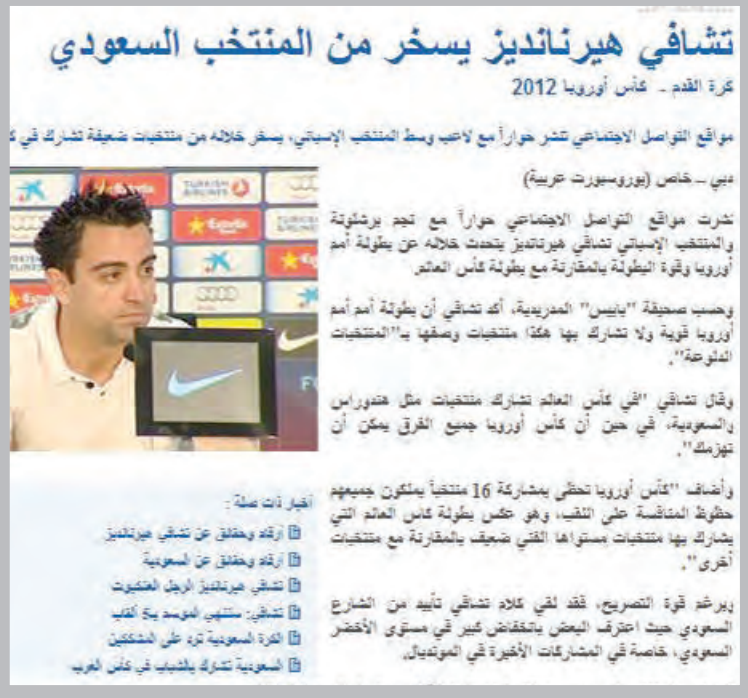 تشافي هيرنانديز يسخر من المنتخب السعودي
كرة القدم - كأس أوروبا 2012
مواقع التواصل الاجتماعي تنشر حواراً مع لاعب وسط المنتخب الإسباني، يسخر خلاله من منتخبات ضعيفة تشارك في
دبي – خاص (يوروسبورت عربية)
نشرت مواقع التواصل الاجتماعي حواراً مع نجم برشلونة
والمنتخب الإسباني تشافي هيرنانديز يتحدث خلاله عن بطولة أمم
أوروبا وقوة البطولة بالمقارنة مع بطولة كأس العالم.
وحسب صحيفة "باييس" المدريدية، أكد تشافي أن بطولة أمم أمم
أوروبا قوية ولا تشارك بها هكذا منتخبات وصفها بـ"المنتخبات
الدلوعة".
وقال تشافي "في كأس العالم تشارك منتخبات مثل هندوراس
والسعودية، في حين أن كأس أوروبا جميع الفرق يمكن أن
تهزمك".
وأضاف "كأس أوروبا تحظى بمشاركة 16 منتخباً يملكون جميعهم
حظوظ المنافسة على اللقب، وهو عكس بطولة كاس العالم التي
يشارك بها منتخبات مستواها الفني ضعيف بالمقارنة مع منتخبات
أخرى".
وبرغم قوة التصريح، فقد لقي كلام تشافي تأييد من الشارع
السعودي حيث اعترف البعض بانخفاض كبير في مستوى الأخضر
السعودي، خاصة في المشاركات الأخيرة في المونديال.
TURKISH
AIRLINES
Estrella
أخبار ذات صلة :
أرقام وحقائق عن تشافي هيرنانديز
أرقام وحقائق عن السعودية
تشافي هيرنانديز الرجل العنكبوت
تشافي: سننهي الموسم بـ5 ألقاب
الكرة السعودية ترد على المشككين
السعودية تشارك بالشباب في كأس العرب